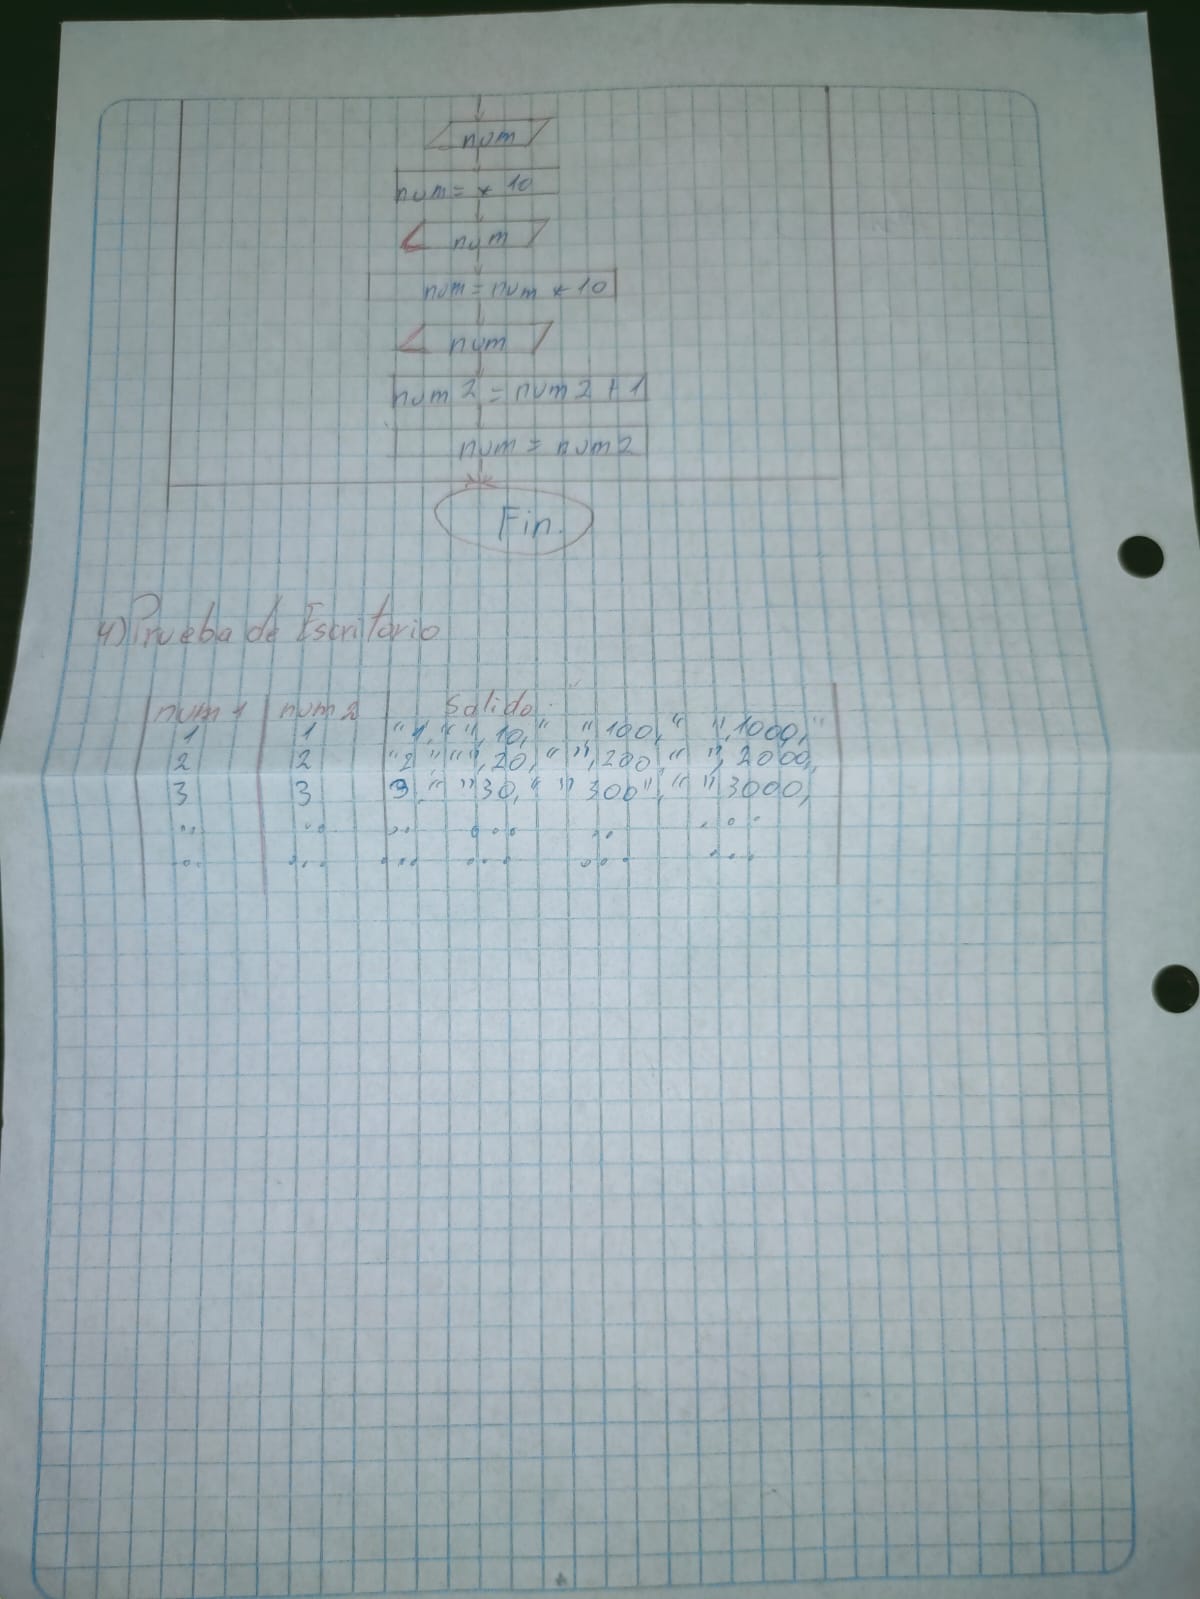 num
num= * 10
num
num = num * 10
num
num 2 = num 2 + 1
num = num 2
Fin.
4) Prueba de Escritorio
num 1 num 2 Salida.
1 1 "1," ",10," "100," ",1000,"
2 2 "2,"" ",20," ",200," ",2000,
3 3 3," "30," "300"," "3000,
.. .. .. ... .. ...
.. ... ... ... ... ...